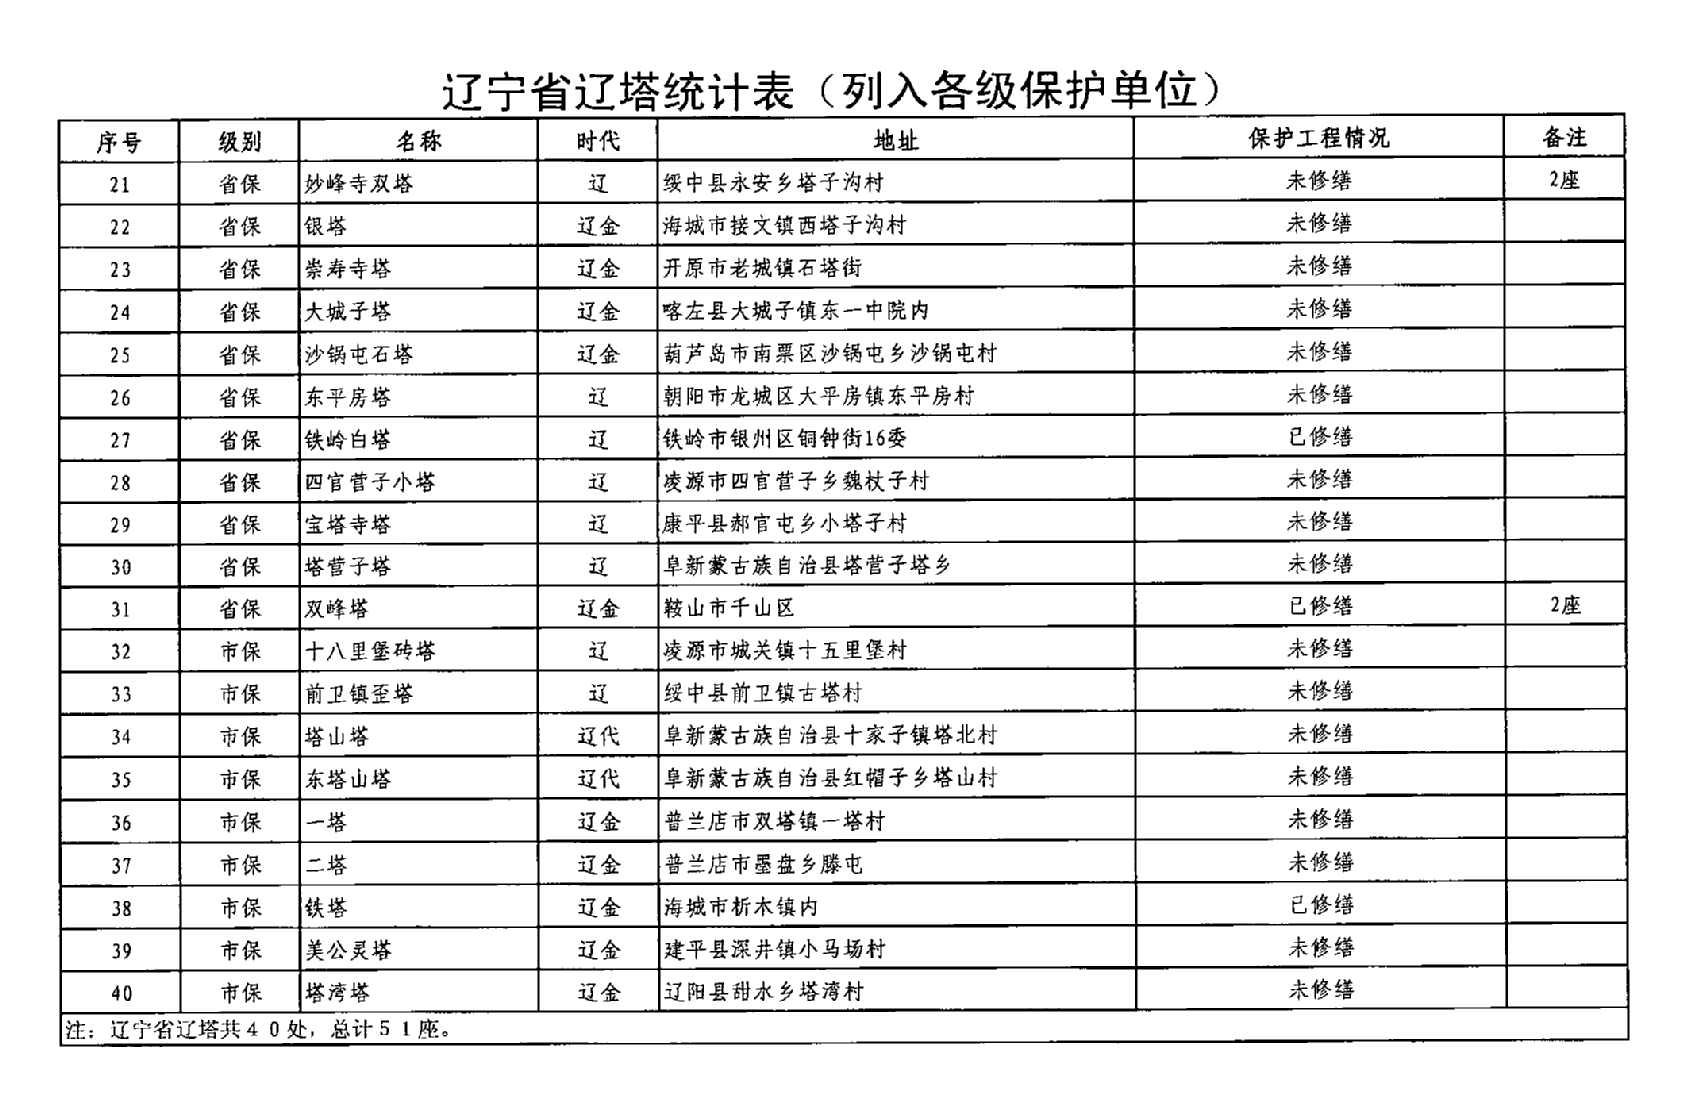 辽宁省辽塔统计表（列入各级保护单位）
序号 级别 名称 时代 地址 保护工程情况 备注
21 省保 妙峰寺双塔 辽 绥中县永安乡塔子沟村 未修缮 2座
22 省保 银塔 辽金 海城市接文镇西塔子沟村 未修缮
23 省保 崇寿寺塔 辽金 开原市老城镇石塔街 未修缮
24 省保 大城子塔 辽金 喀左县大城子镇东一中院内 未修缮
25 省保 沙锅屯石塔 辽金 葫芦岛市南票区沙锅屯乡沙锅屯村 未修缮
26 省保 东平房塔 辽 朝阳市龙城区大平房镇东平房村 未修缮
27 省保 铁岭白塔 辽 铁岭市银州区铜钟街16委 已修缮
28 省保 四官营子小塔 辽 凌源市四官营子乡魏杖子村 未修缮
29 省保 宝塔寺塔 辽 康平县郝官屯乡小塔子村 未修缮
30 省保 塔营子塔 辽 阜新蒙古族自治县塔营子塔乡 未修缮
31 省保 双峰塔 辽金 鞍山市千山区 已修缮 2座
32 市保 十八里堡砖塔 辽 凌源市城关镇十五里堡村 未修缮
33 市保 前卫镇歪塔 辽 绥中县前卫镇古塔村 未修缮
34 市保 塔山塔 辽代 阜新蒙古族自治县十家子镇塔北村 未修缮
35 市保 东塔山塔 辽代 阜新蒙古族自治县红帽子乡塔山村 未修缮
36 市保 一塔 辽金 普兰店市双塔镇一塔村 未修缮
37 市保 二塔 辽金 普兰店市墨盘乡滕屯 未修缮
38 市保 铁塔 辽金 海城市析木镇内 已修缮
39 市保 美公灵塔 辽金 建平县深井镇小马场村 未修缮
40 市保 塔湾塔 辽金 辽阳县甜水乡塔湾村 未修缮
注：辽宁省辽塔共40处，总计51座。